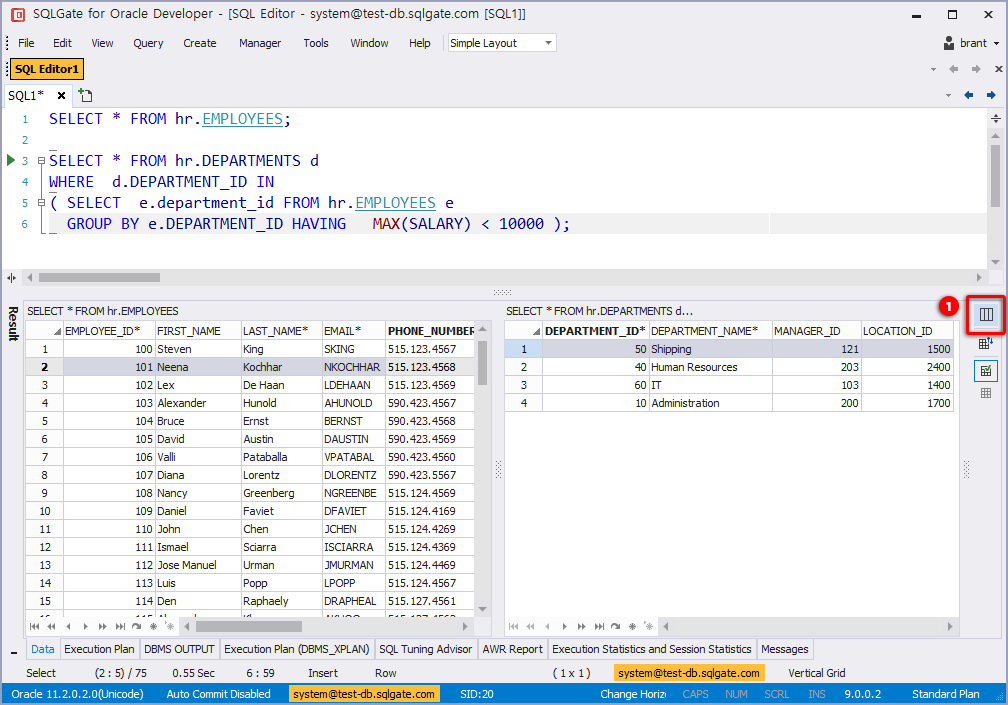 SQLGate for Oracle Developer - [SQL Editor - system@test-db.sqlgate.com [SQL1]]
File Edit View Query Create Manager Tools Window Help Simple Layout brant
SQL Editor1
SQL1*
1 SELECT * FROM hr.EMPLOYEES;
2
3 SELECT * FROM hr.DEPARTMENTS d
4 WHERE d.DEPARTMENT_ID IN
5 ( SELECT e.department_id FROM hr.EMPLOYEES e
6 GROUP BY e.DEPARTMENT_ID HAVING MAX(SALARY) < 10000 );
Result
SELECT * FROM hr.EMPLOYEES
EMPLOYEE_ID* FIRST_NAME LAST_NAME* EMAIL* PHONE_NUMBER
1 100 Steven King SKING 515.123.4567
2 101 Neena Kochhar NKOCHHAR 515.123.4568
3 102 Lex De Haan LDEHAAN 515.123.4569
4 103 Alexander Hunold AHUNOLD 590.423.4567
5 104 Bruce Ernst BERNST 590.423.4568
6 105 David Austin DAUSTIN 590.423.4569
7 106 Valli Pataballa VPATABAL 590.423.4560
8 107 Diana Lorentz DLORENTZ 590.423.5567
9 108 Nancy Greenberg NGREENBE 515.124.4569
10 109 Daniel Faviet DFAVIET 515.124.4169
11 110 John Chen JCHEN 515.124.4269
12 111 Ismael Sciarra ISCIARRA 515.124.4369
13 112 Jose Manuel Urman JMURMAN 515.124.4469
14 113 Luis Popp LPOPP 515.124.4567
15 114 Den Raphaely DRAPHEAL 515.127.4561
SELECT * FROM hr.DEPARTMENTS d...
1
DEPARTMENT_ID* DEPARTMENT_NAME* MANAGER_ID LOCATION_ID
1 50 Shipping 121 1500
2 40 Human Resources 203 2400
3 60 IT 103 1400
4 10 Administration 200 1700
Data Execution Plan DBMS OUTPUT Execution Plan (DBMS_XPLAN) SQL Tuning Advisor AWR Report Execution Statistics and Session Statistics Messages
Select (2 : 5) / 75 0.55 Sec 6 : 59 Insert Row ( 1 x 1 ) system@test-db.sqlgate.com Vertical Grid
Oracle 11.2.0.2.0(Unicode) Auto Commit Disabled system@test-db.sqlgate.com SID:20 Change Horiz CAPS NUM SCRL INS 9.0.0.2 Standard Plan